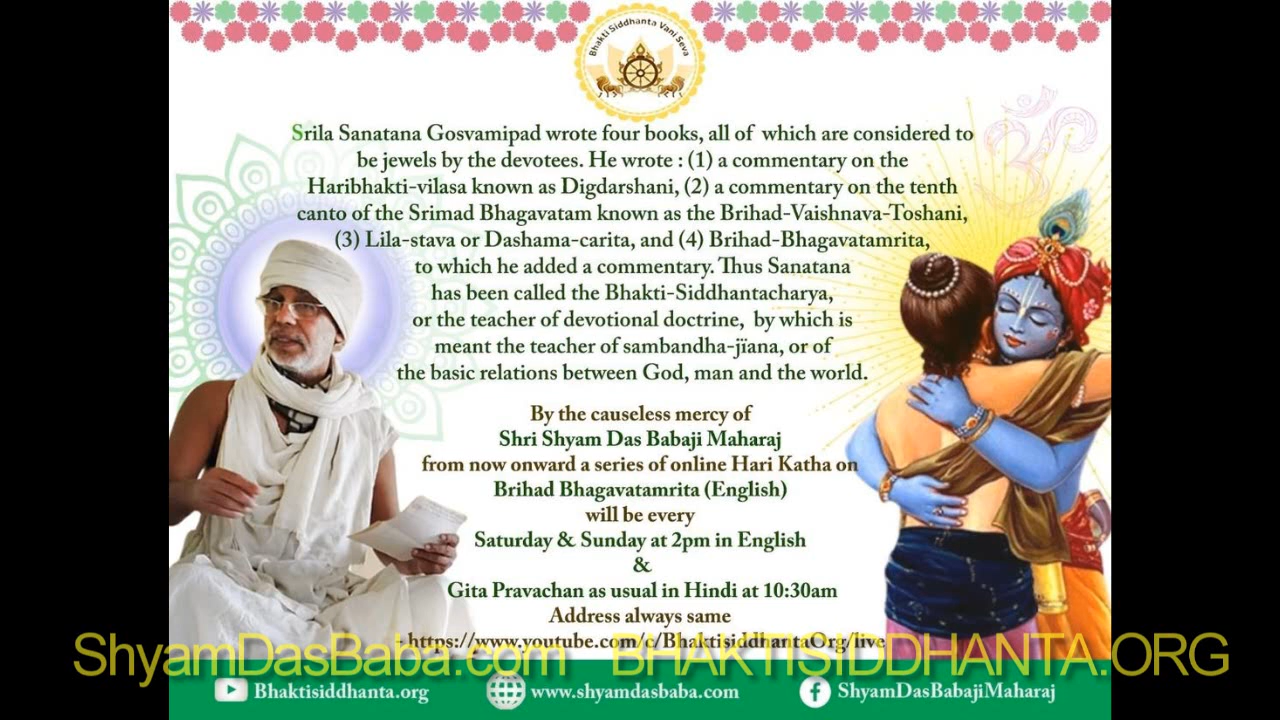 Bhakti Siddhanta Vani Seva
Srila Sanatana Gosvamipad wrote four books, all of which are considered to
be jewels by the devotees. He wrote : (1) a commentary on the
Haribhakti-vilasa known as Digdarshani, (2) a commentary on the tenth
canto of the Srimad Bhagavatam known as the Brihad-Vaishnava-Toshani,
(3) Lila-stava or Dashama-carita, and (4) Brihad-Bhagavatamrita,
to which he added a commentary. Thus Sanatana
has been called the Bhakti-Siddhantacharya,
or the teacher of devotional doctrine, by which is
meant the teacher of sambandha-jïana, or of
the basic relations between God, man and the world.
By the causeless mercy of
Shri Shyam Das Babaji Maharaj
from now onward a series of online Hari Katha on
Brihad Bhagavatamrita (English)
will be every
Saturday & Sunday at 2pm in English
&
Gita Pravachan as usual in Hindi at 10:30am
Address always same
https://www.youtube.com/c/BhaktisiddhantaOrg/live
ShyamDasBaba.com BHAKTISIDDHANTA.ORG
Bhaktisiddhanta.org www.shyamdasbaba.com ShyamDasBabajiMaharaj
ॐ